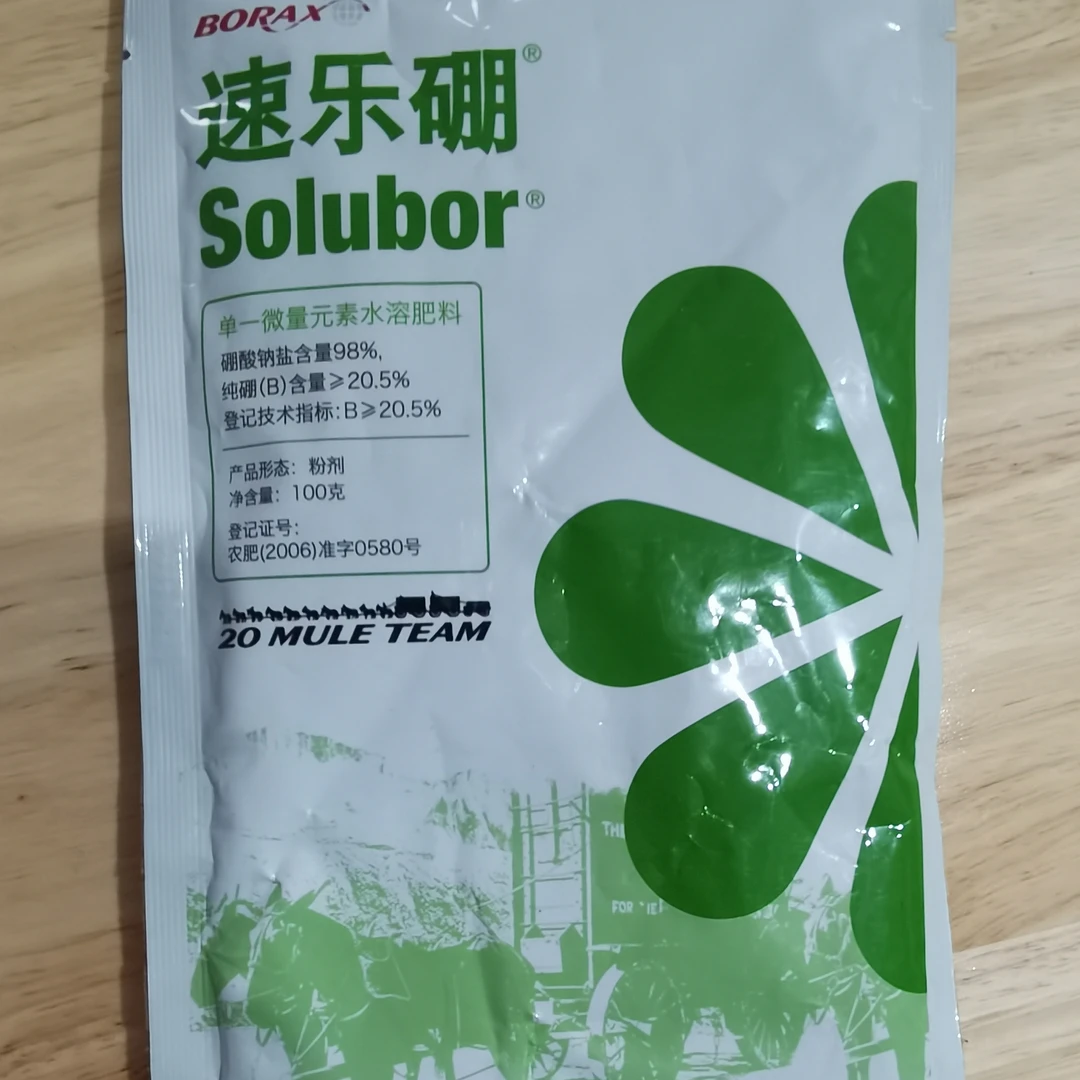 BORAX
速乐硼®
Solubor®
单一微量元素水溶肥料
硼酸钠盐含量98%,
纯硼(B)含量≥20.5%
登记技术指标:B≥20.5%
产品形态：粉剂
净含量：100克
登记证号：
农肥(2006)准字0580号
20 MULE TEAM
FOR